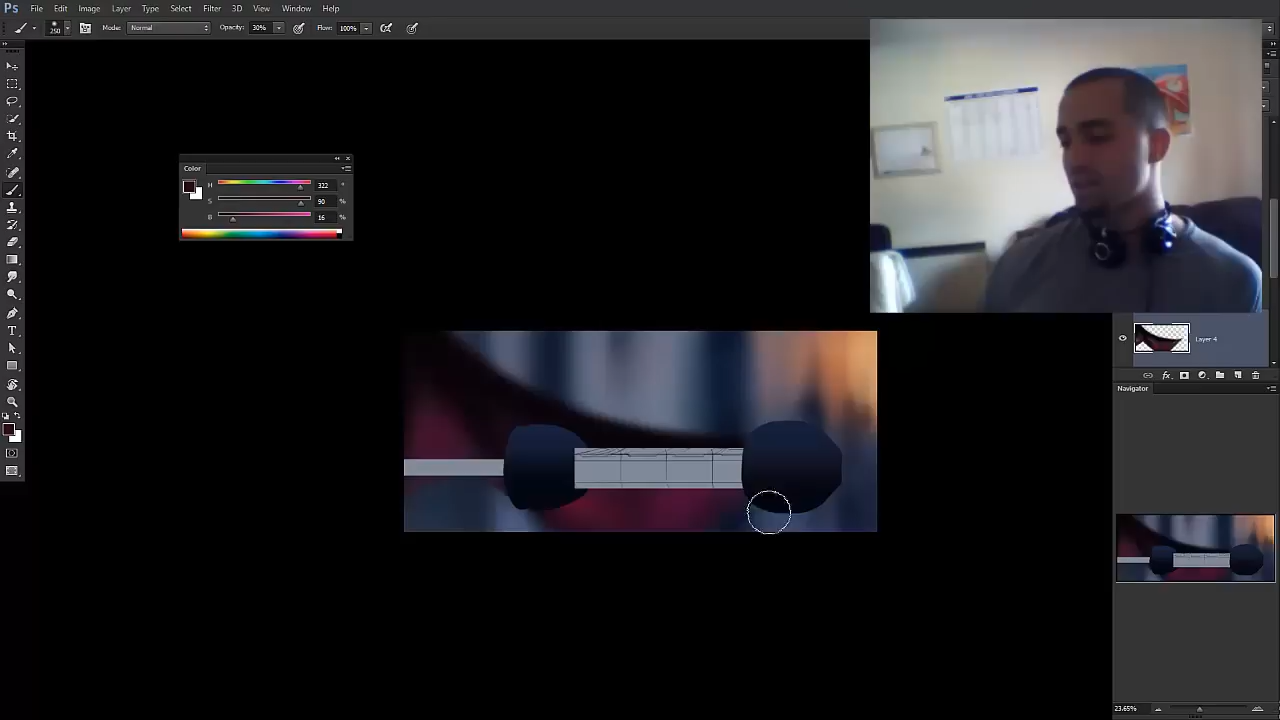 Ps File Edit Image Layer Type Select Filter 3D View Window Help
250 Mode: Normal Opacity: 30% Flow: 100%
Color
H 322 °
S 90 %
B 16 %
Layer 4
Navigator
23.65%